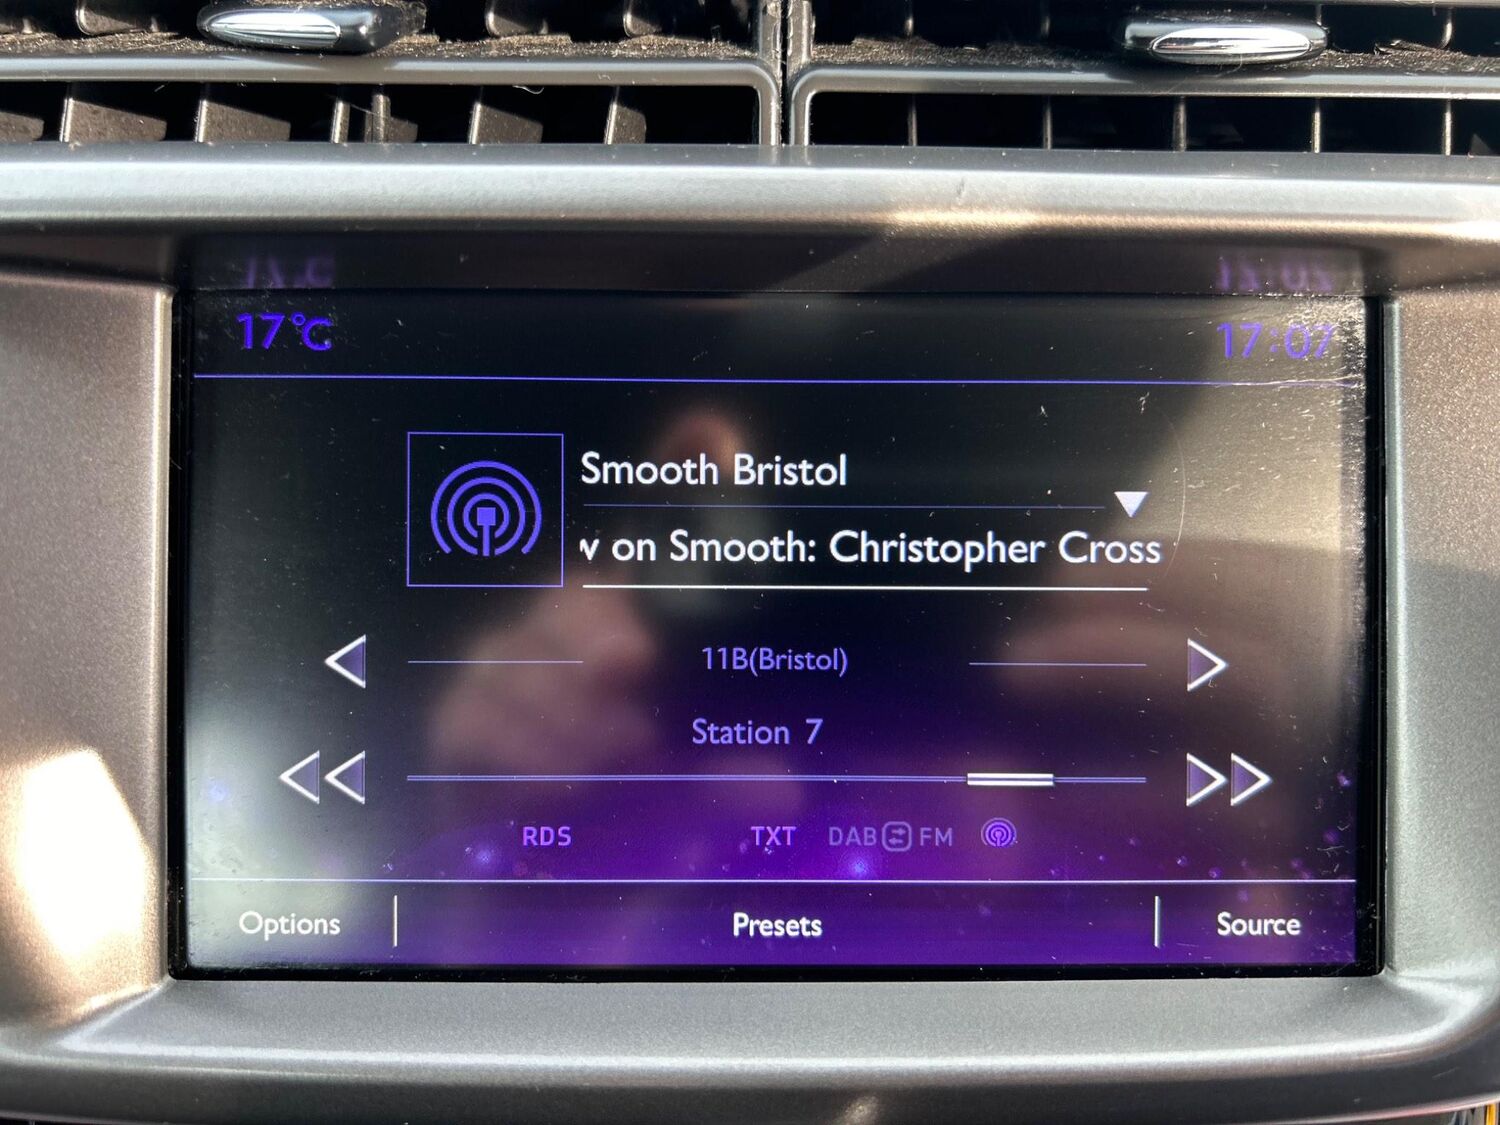 17°C
17:07
Smooth Bristol
w on Smooth: Christopher Cross
11B(Bristol)
Station 7
RDS TXT DAB FM
Options Presets Source